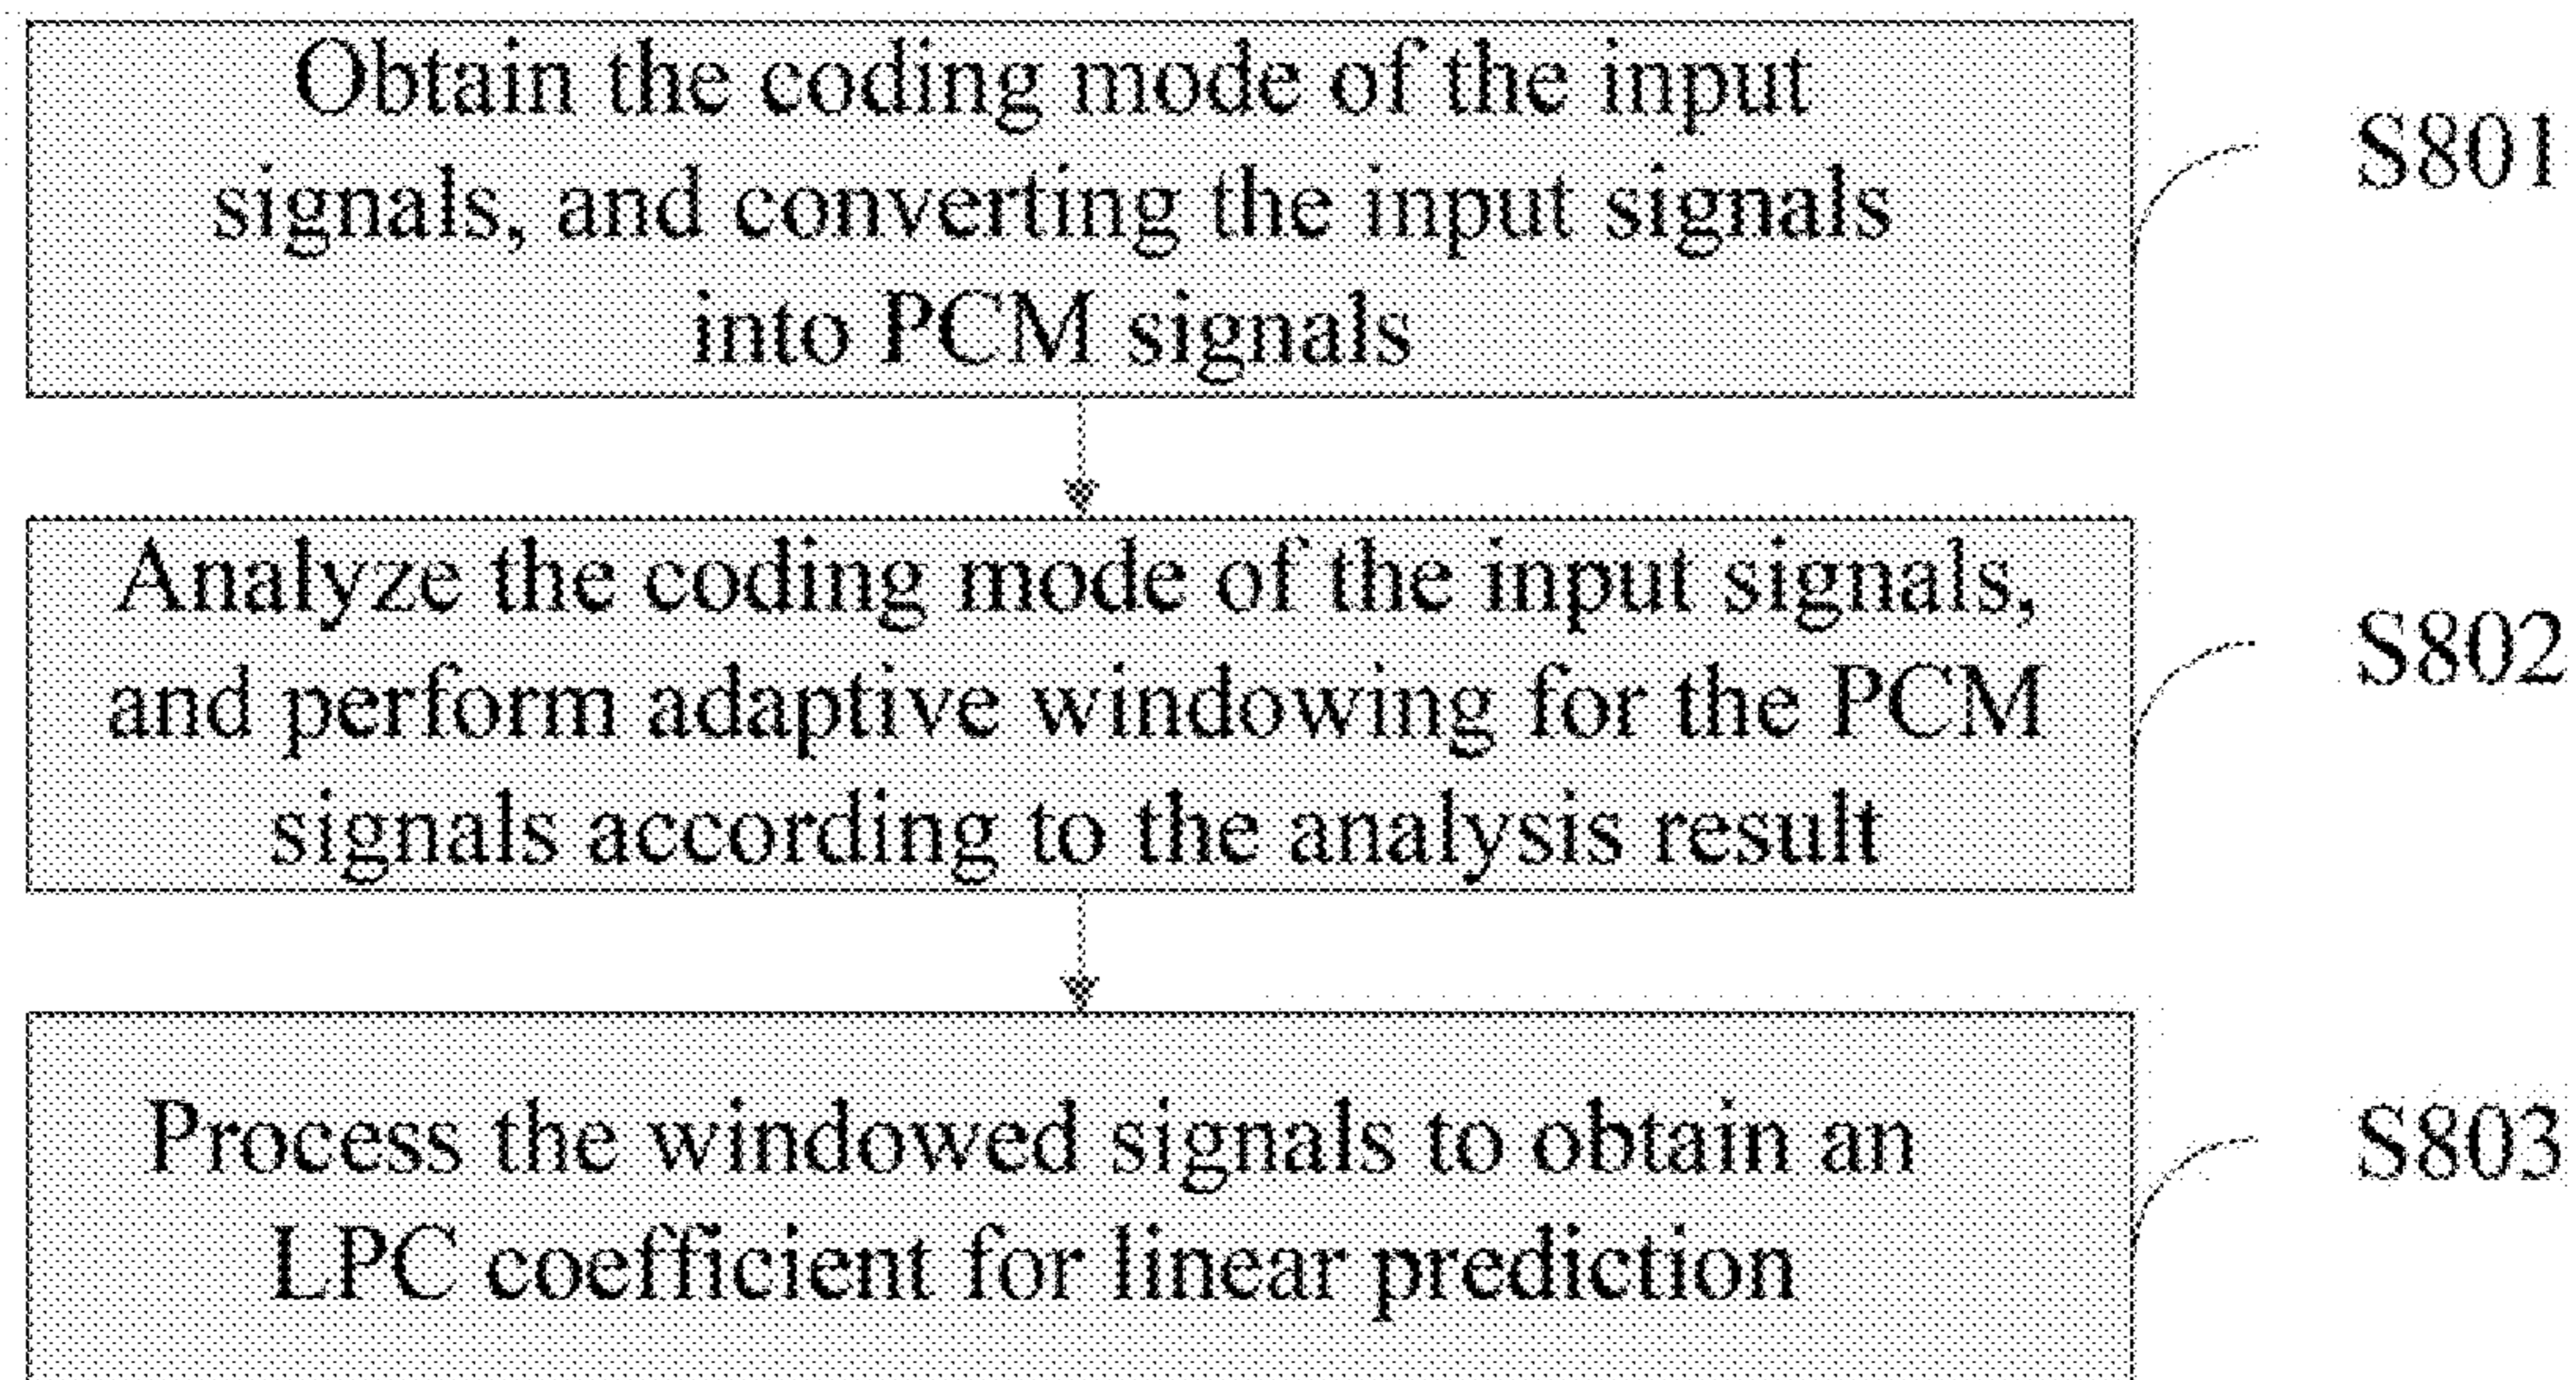 Obtain the coding mode of the input
signals, and converting the input signals
into PCM signals
S801
Analyze the coding mode of the input signals,
and perform adaptive windowing for the PCM
signals according to the analysis result
S802
Process the windowed signals to obtain an
LPC coefficient for linear prediction
S803